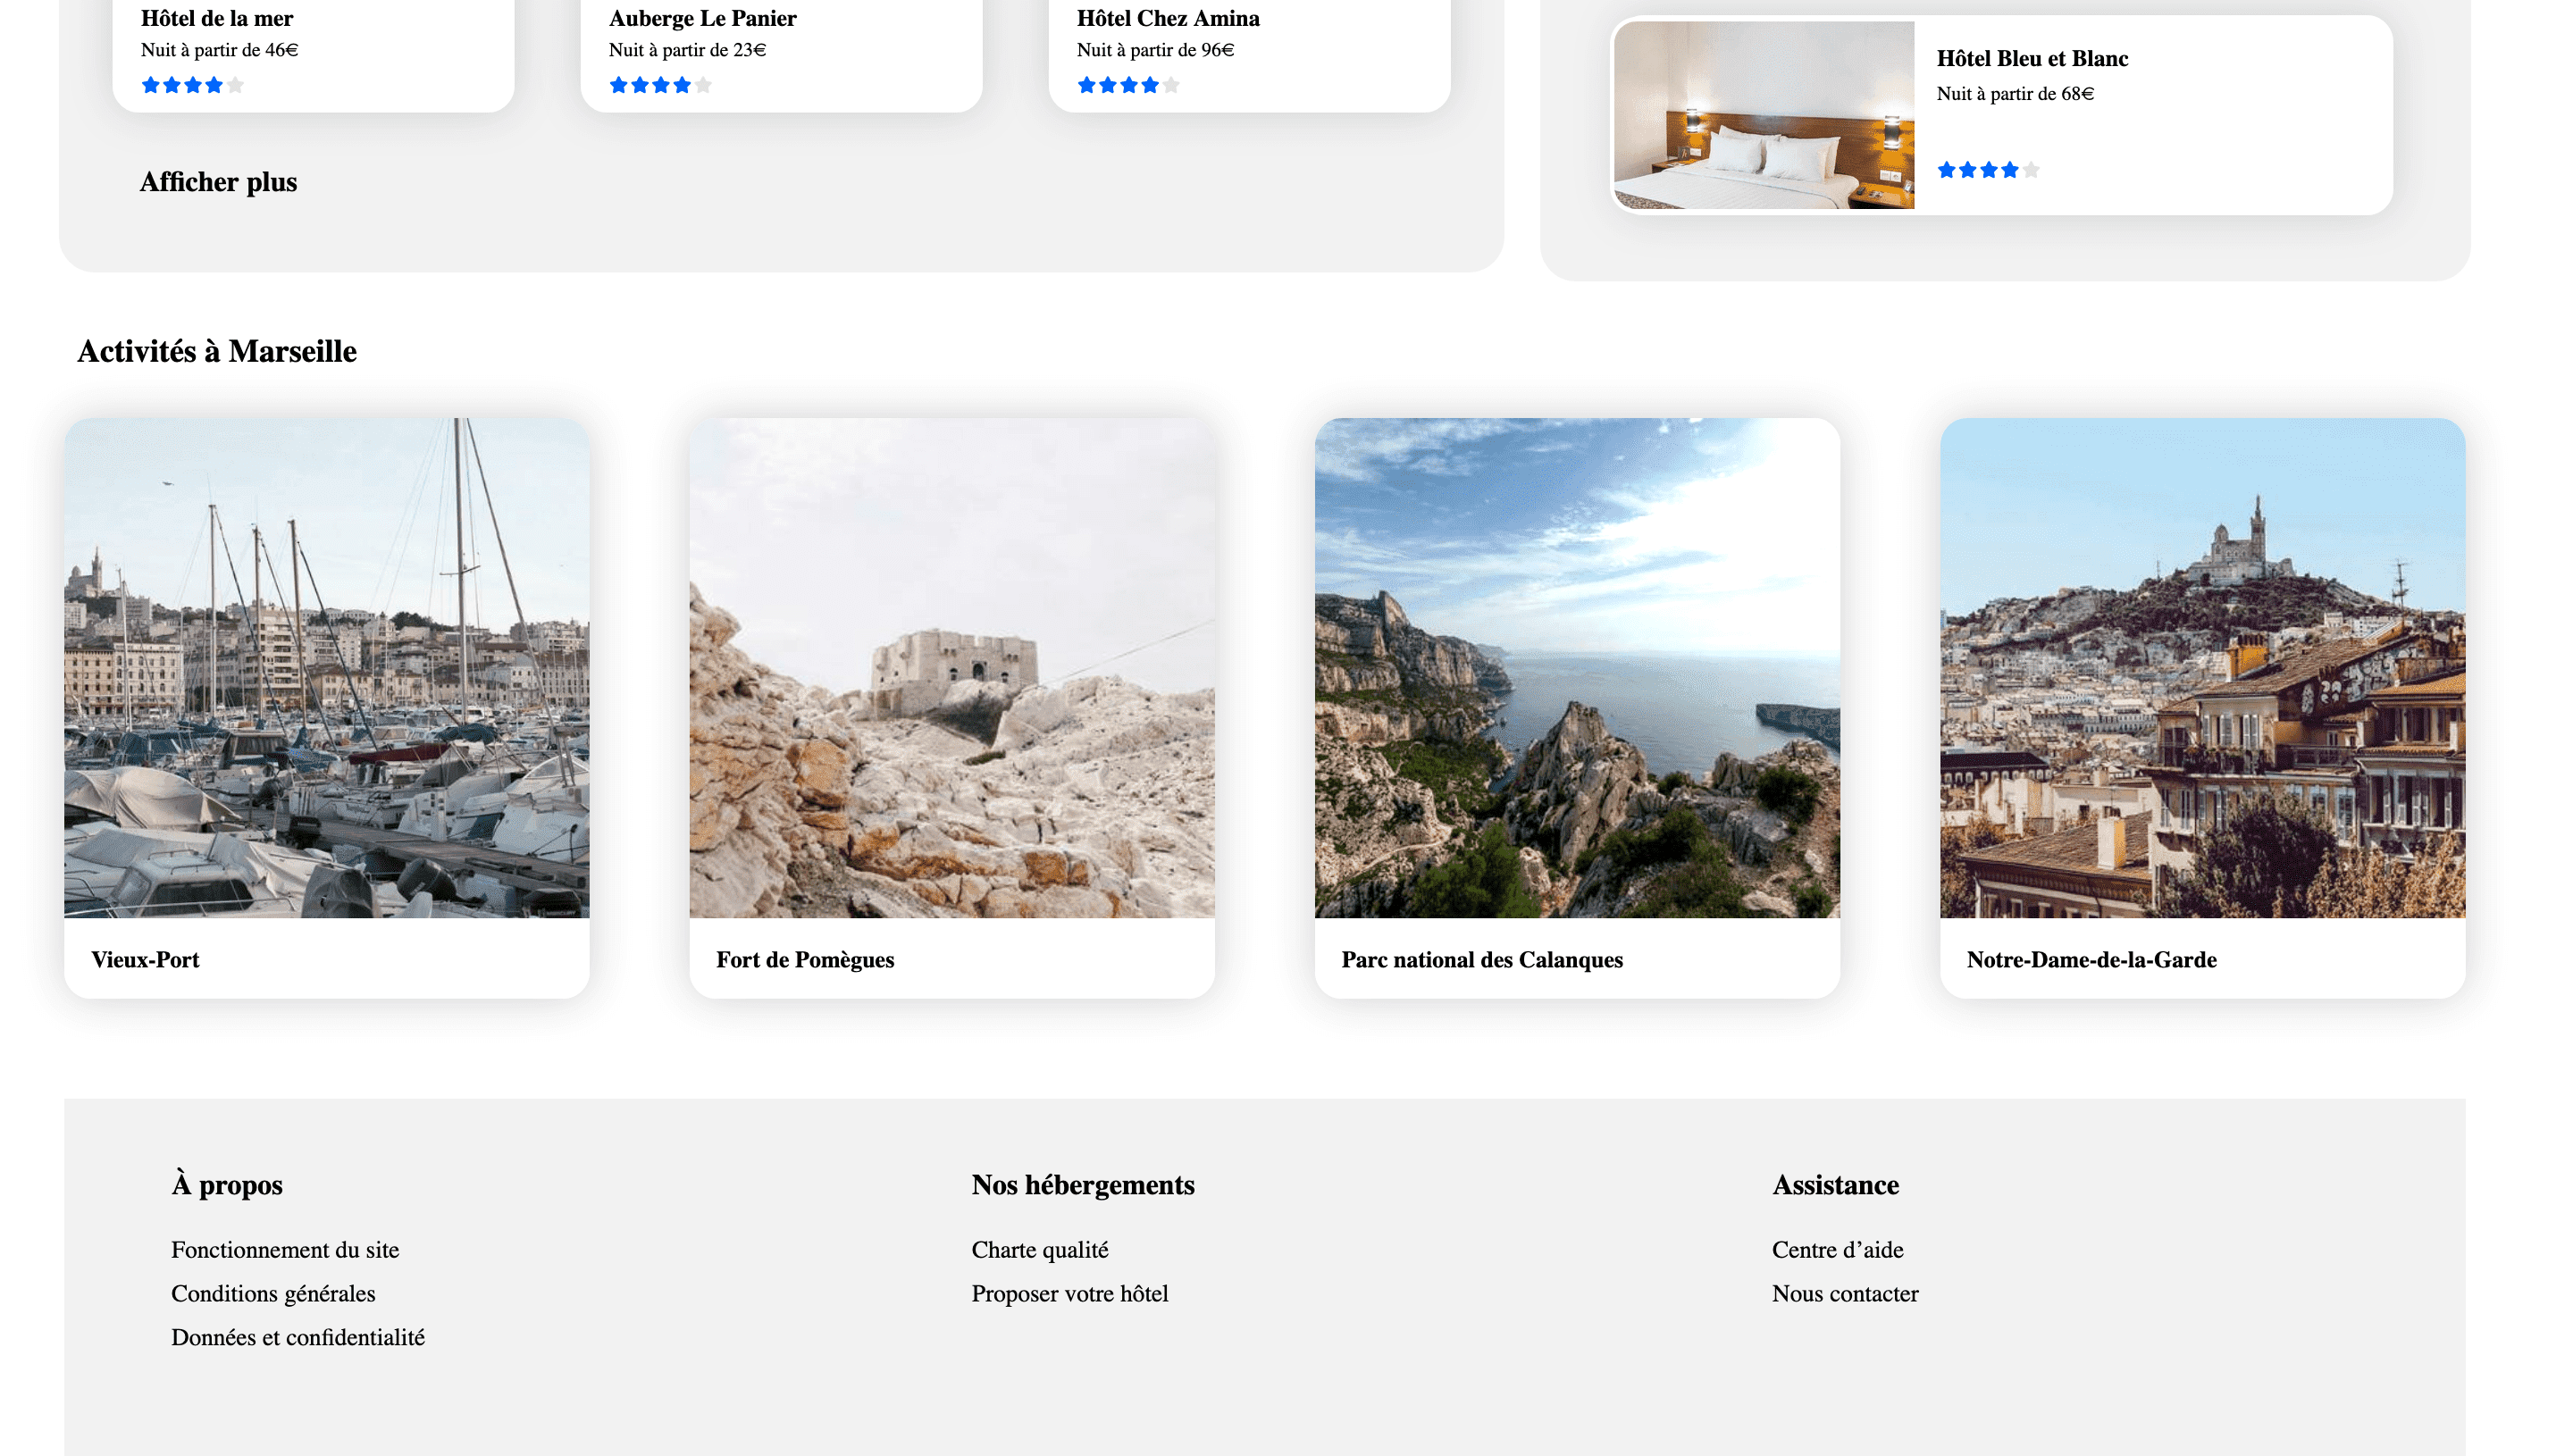 Hôtel de la mer
Nuit à partir de 46€
Auberge Le Panier
Nuit à partir de 23€
Hôtel Chez Amina
Nuit à partir de 96€
Afficher plus
Hôtel Bleu et Blanc
Nuit à partir de 68€
Activités à Marseille
Vieux-Port
Fort de Pomègues
Parc national des Calanques
Notre-Dame-de-la-Garde
À propos
Fonctionnement du site
Conditions générales
Données et confidentialité
Nos hébergements
Charte qualité
Proposer votre hôtel
Assistance
Centre d’aide
Nous contacter